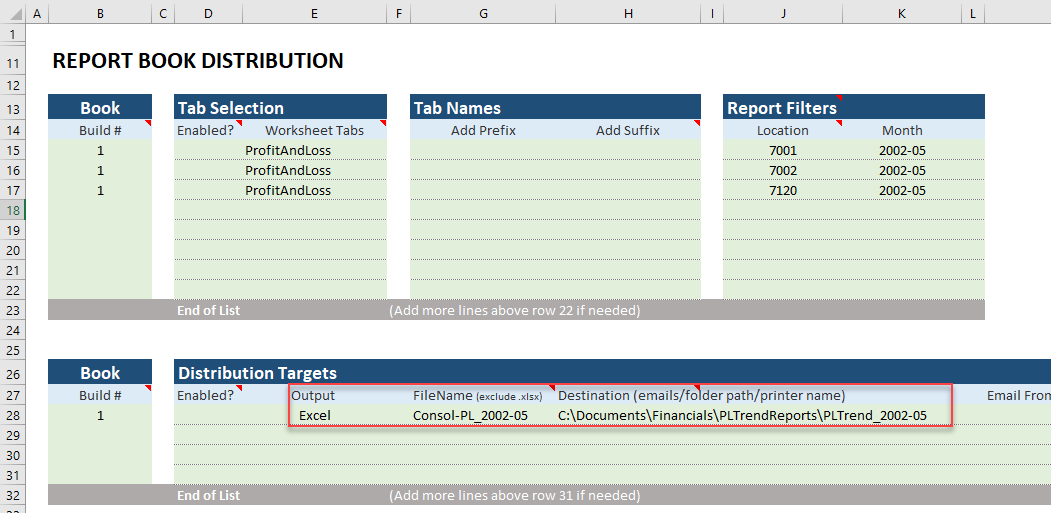 A B C D E F G H I J K L
1
11 REPORT BOOK DISTRIBUTION
12
13 Book Tab Selection Tab Names Report Filters
14 Build # Enabled? Worksheet Tabs Add Prefix Add Suffix Location Month
15 1 ProfitAndLoss 7001 2002-05
16 1 ProfitAndLoss 7002 2002-05
17 1 ProfitAndLoss 7120 2002-05
18
19
20
21
22
23 End of List (Add more lines above row 22 if needed)
24
25
26 Book Distribution Targets
27 Build # Enabled? Output FileName (exclude .xlsx) Destination (emails/folder path/printer name) Email From
28 1 Excel Consol-PL_2002-05 C:\Documents\Financials\PLTrendReports\PLTrend_2002-05
29
30
31
32 End of List (Add more lines above row 31 if needed)